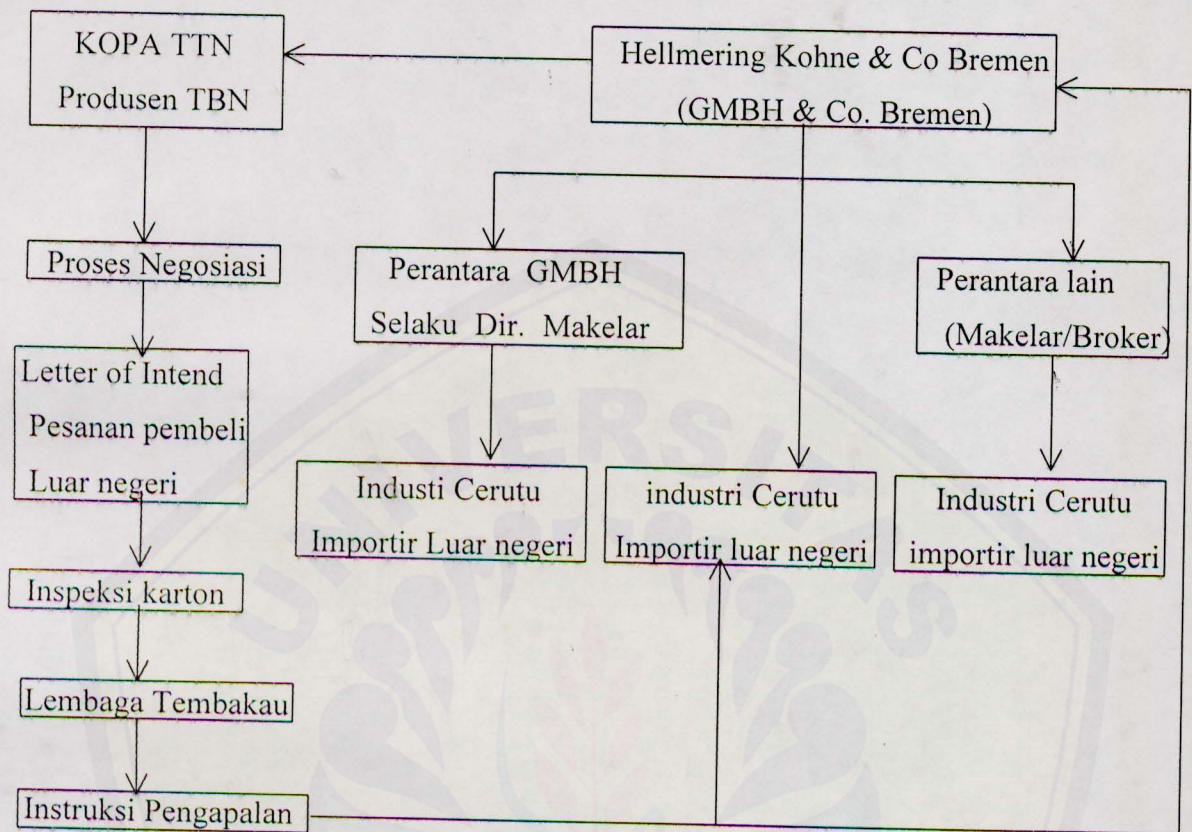 KOPA TTN
Produsen TBN
Hellmering Kohne & Co Bremen
(GMBH & Co. Bremen)
Proses Negosiasi
Perantara GMBH
Selaku Dir. Makelar
Perantara lain
(Makelar/Broker)
Letter of Intend
Pesanan pembeli
Luar negeri
Industi Cerutu
Importir Luar negeri
industri Cerutu
Importir luar negeri
Industri Cerutu
importir luar negeri
Inspeksi karton
Lembaga Tembakau
Instruksi Pengapalan
UNIVERSITAS